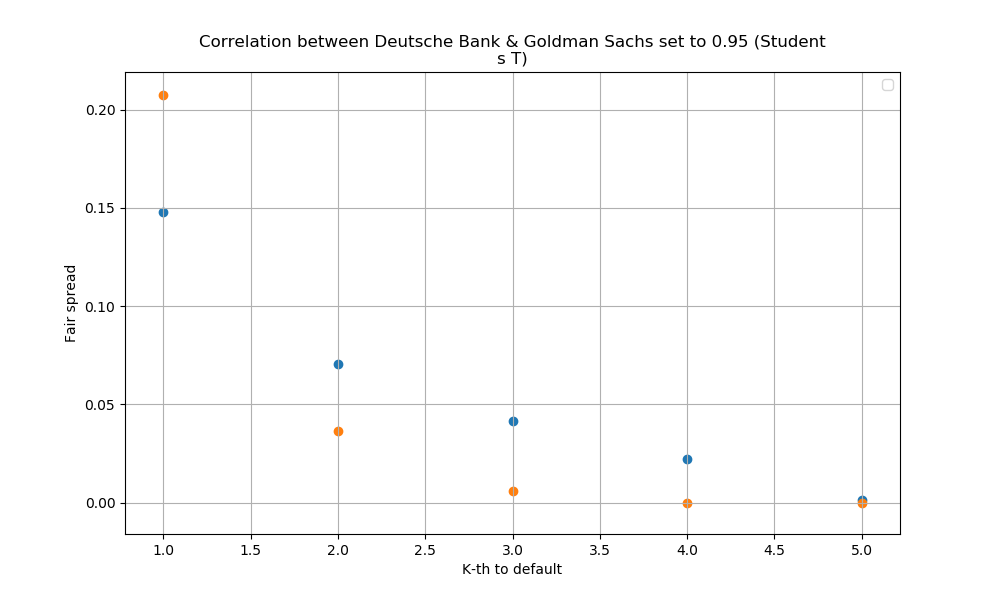 Correlation between Deutsche Bank & Goldman Sachs set to 0.95 (Student
s T)
0.20
0.15
0.10
0.05
0.00
Fair spread
1.0 1.5 2.0 2.5 3.0 3.5 4.0 4.5 5.0
K-th to default